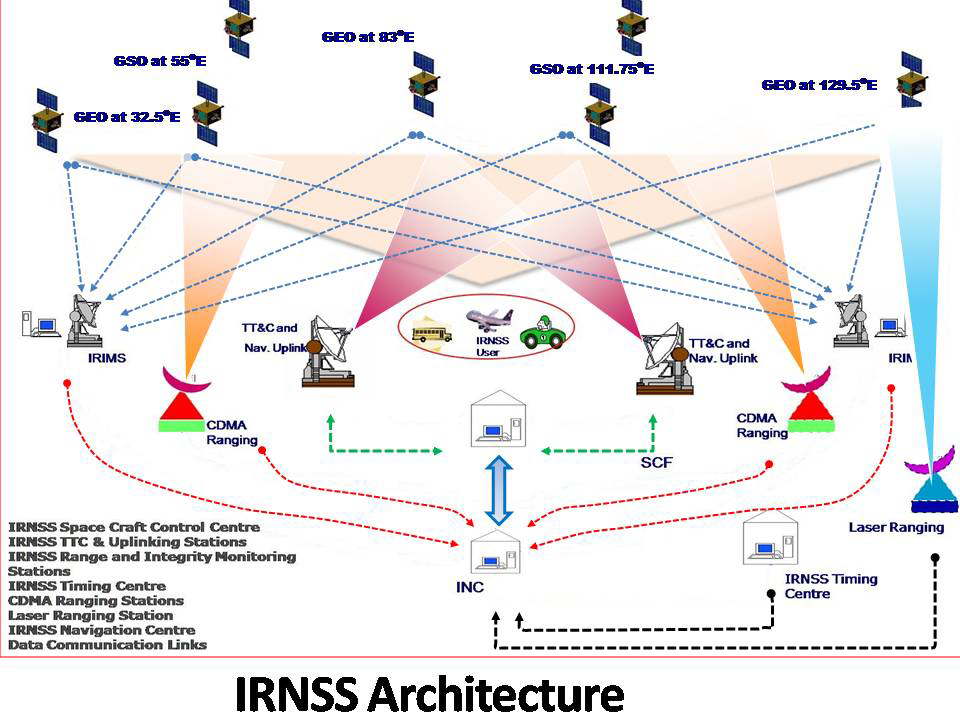 GEO at 83°E
GSO at 55°E
GSO at 111.75°E
GEO at 129.5°E
GEO at 32.5°E
IRIMS
TT&C and
Nav. Uplink
IRNSS
User
TT&C and
Nav. Uplink
IRIM
CDMA
Ranging
CDMA
Ranging
SCF
Laser Ranging
INC
IRNSS Timing
Centre
IRNSS Space Craft Control Centre
IRNSS TTC & Uplinking Stations
IRNSS Range and Integrity Monitoring
Stations
IRNSS Timing Centre
CDMA Ranging Stations
Laser Ranging Station
IRNSS Navigation Centre
Data Communication Links
IRNSS Architecture